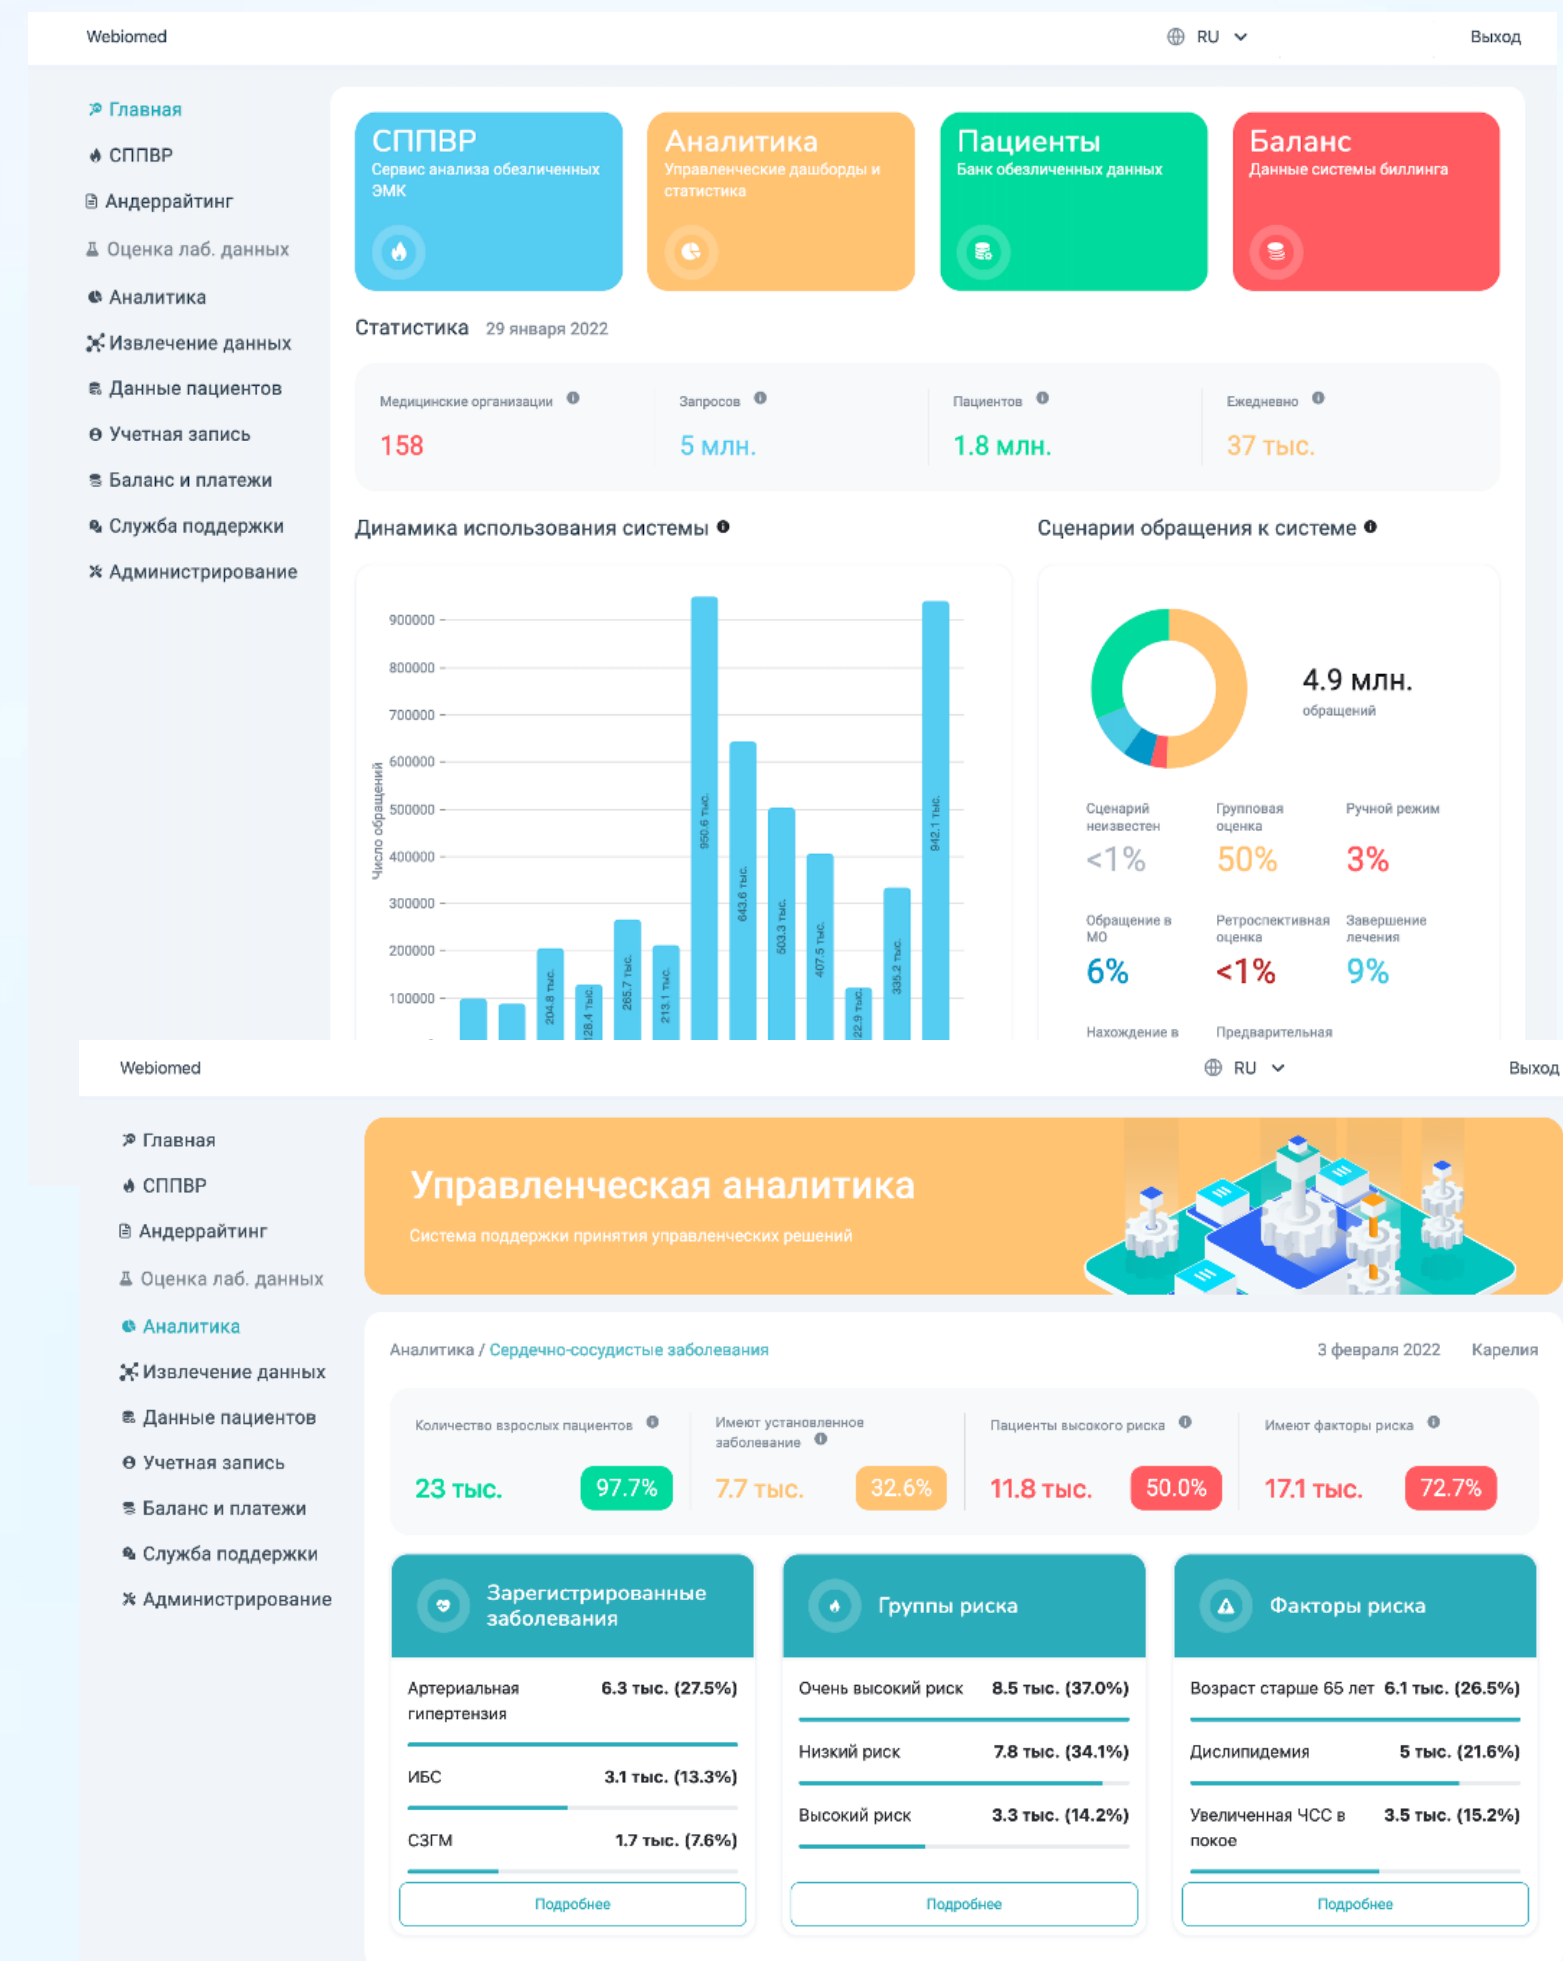 Webiomed
RU
Выход
Главная
СППВР
Андеррайтинг
Оценка лаб. данных
Аналитика
Извлечение данных
Данные пациентов
Учетная запись
Баланс и платежи
Служба поддержки
Администрирование
СППВР
Сервис анализа обезличенных
ЭМК
Аналитика
Управленческие дашборды и
статистика
Пациенты
Банк обезличенных данных
Баланс
Данные системы биллинга
Статистика 29 января 2022
Медицинские организации
158
Запросов
5 млн.
Пациентов
1.8 млн.
Ежедневно
37 тыс.
Динамика использования системы
Число обращений
900000
800000
700000
600000
500000
400000
300000
200000
100000
204.8 тыс.
128.4 тыс.
265.7 тыс.
213.1 тыс.
950.6 тыс.
643.6 тыс.
503.3 тыс.
407.5 тыс.
22.9 тыс.
335.2 тыс.
942.1 тыс.
Сценарии обращения к системе
4.9 млн.
обращений
Сценарий
неизвестен
<1%
Групповая
оценка
50%
Ручной режим
3%
Обращение в
МО
6%
Ретроспективная
оценка
<1%
Завершение
лечения
9%
Нахождение в
Предварительная
Webiomed
RU
Выход
Главная
СППВР
Андеррайтинг
Оценка лаб. данных
Аналитика
Извлечение данных
Данные пациентов
Учетная запись
Баланс и платежи
Служба поддержки
Администрирование
Управленческая аналитика
Система поддержки принятия управленческих решений
Аналитика / Сердечно-сосудистые заболевания
3 февраля 2022 Карелия
Количество взрослых пациентов
23 тыс. 97.7%
Имеют установленное
заболевание
7.7 тыс. 32.6%
Пациенты высокого риска
11.8 тыс. 50.0%
Имеют факторы риска
17.1 тыс. 72.7%
Зарегистрированные
заболевания
Артериальная 6.3 тыс. (27.5%)
гипертензия
ИБС 3.1 тыс. (13.3%)
СЗГМ 1.7 тыс. (7.6%)
Подробнее
Группы риска
Очень высокий риск 8.5 тыс. (37.0%)
Низкий риск 7.8 тыс. (34.1%)
Высокий риск 3.3 тыс. (14.2%)
Подробнее
Факторы риска
Возраст старше 65 лет 6.1 тыс. (26.5%)
Дислипидемия 5 тыс. (21.6%)
Увеличенная ЧСС в 3.5 тыс. (15.2%)
покое
Подробнее